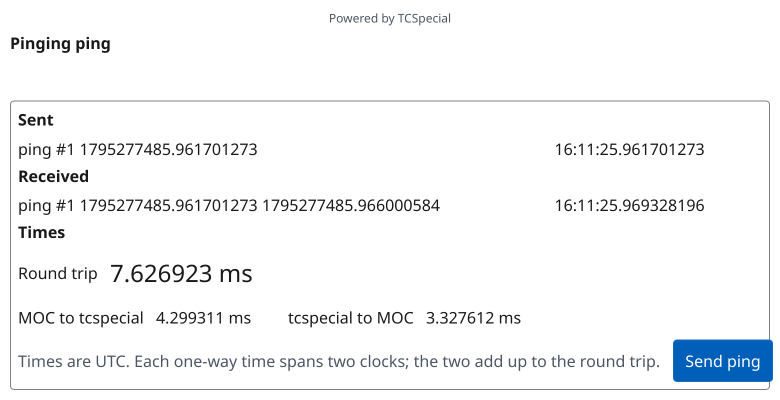 Powered by TCSpecial
Pinging ping
Sent
ping #1 1795277485.961701273 16:11:25.961701273
Received
ping #1 1795277485.961701273 1795277485.966000584 16:11:25.969328196
Times
Round trip 7.626923 ms
MOC to tcspecial 4.299311 ms tcspecial to MOC 3.327612 ms
Times are UTC. Each one-way time spans two clocks; the two add up to the round trip. Send ping